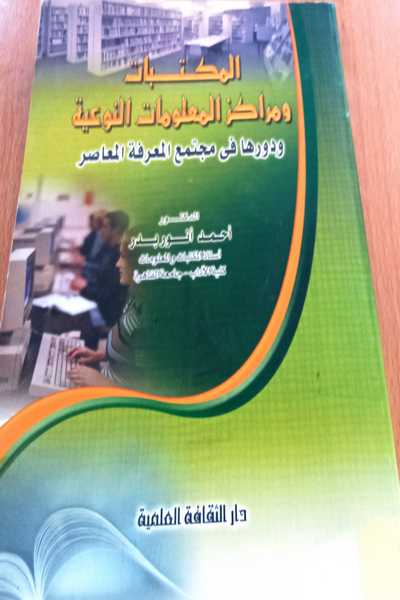 المكتبات
ومراكز المعلومات النوعية
ودورها فى مجتمع المعرفة المعاصر
الدكتور
أحمد أنور بدر
أستاذ المكتبات والمعلومات
كلية الآداب - جامعة القاهرة
دار الثقافة العلمية